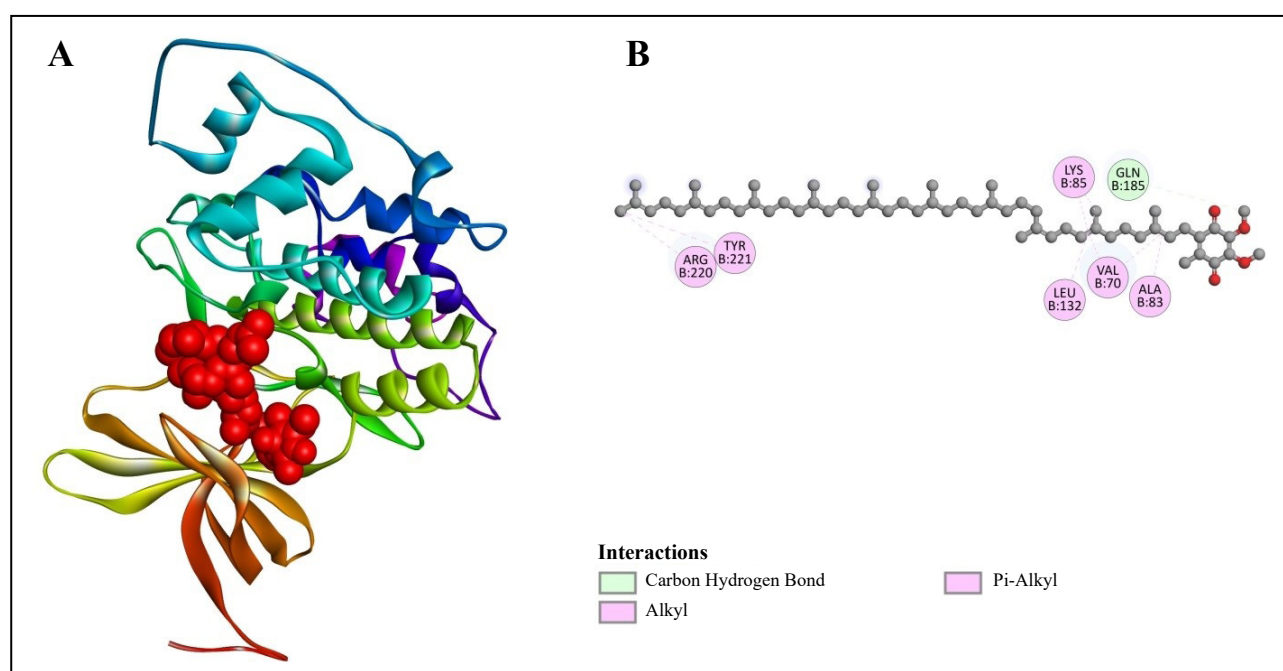 A
B
LYS
B:85
GLN
B:185
ARG
B:220
TYR
B:221
LEU
B:132
VAL
B:70
ALA
B:83
Interactions
Carbon Hydrogen Bond
Pi-Alkyl
Alkyl